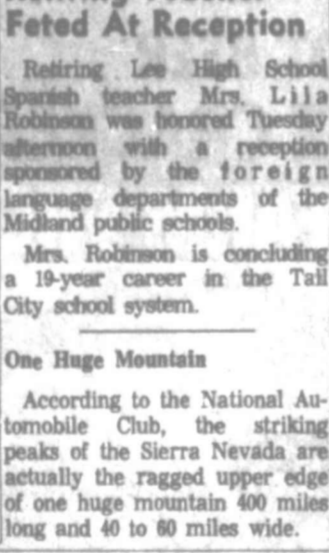 Feted At Reception
Retiring Lee High School
Spanish teacher Mrs. Lila
Robinson was honored Tuesday
afternoon with a reception
sponsored by the foreign
language departments of the
Midland public schools.
Mrs. Robinson is concluding
a 19-year career in the Tall
City school system.
One Huge Mountain
According to the National Au-
tomobile Club, the striking
peaks of the Sierra Nevada are
actually the ragged upper edge
of one huge mountain 400 miles
long and 40 to 60 miles wide.